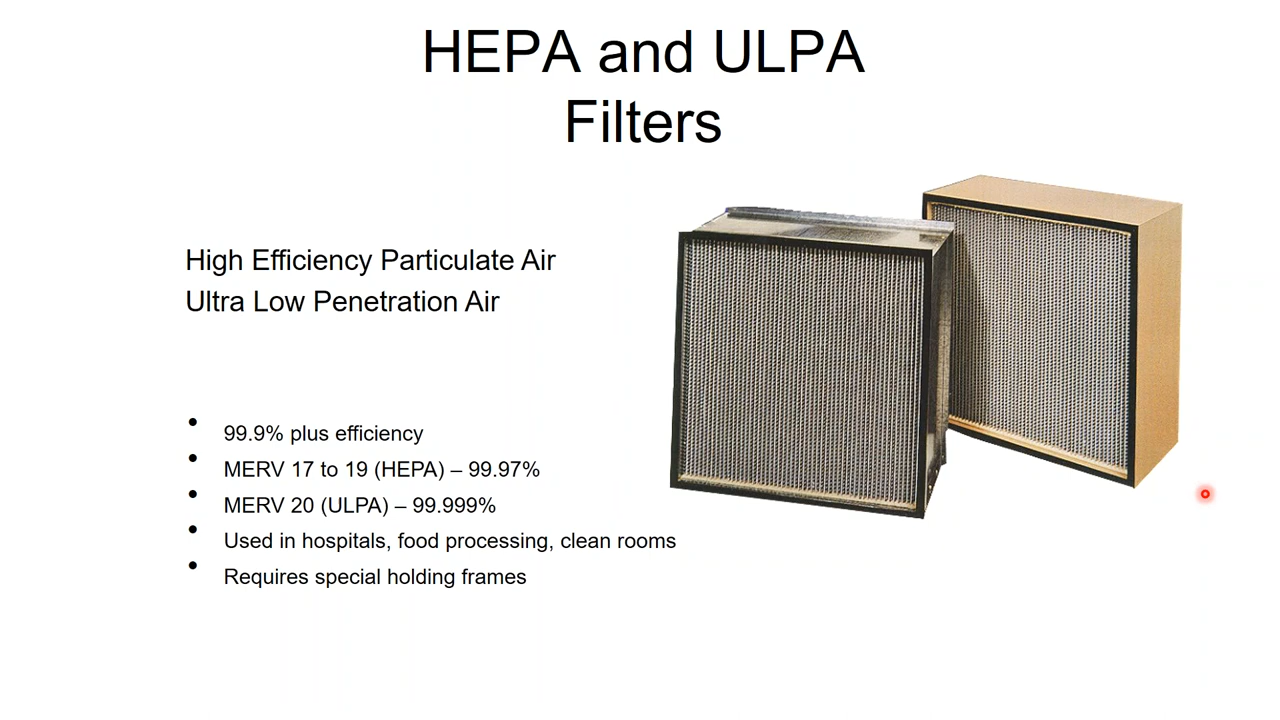 HEPA and ULPA
Filters
High Efficiency Particulate Air
Ultra Low Penetration Air
• 99.9% plus efficiency
• MERV 17 to 19 (HEPA) – 99.97%
• MERV 20 (ULPA) – 99.999%
• Used in hospitals, food processing, clean rooms
• Requires special holding frames